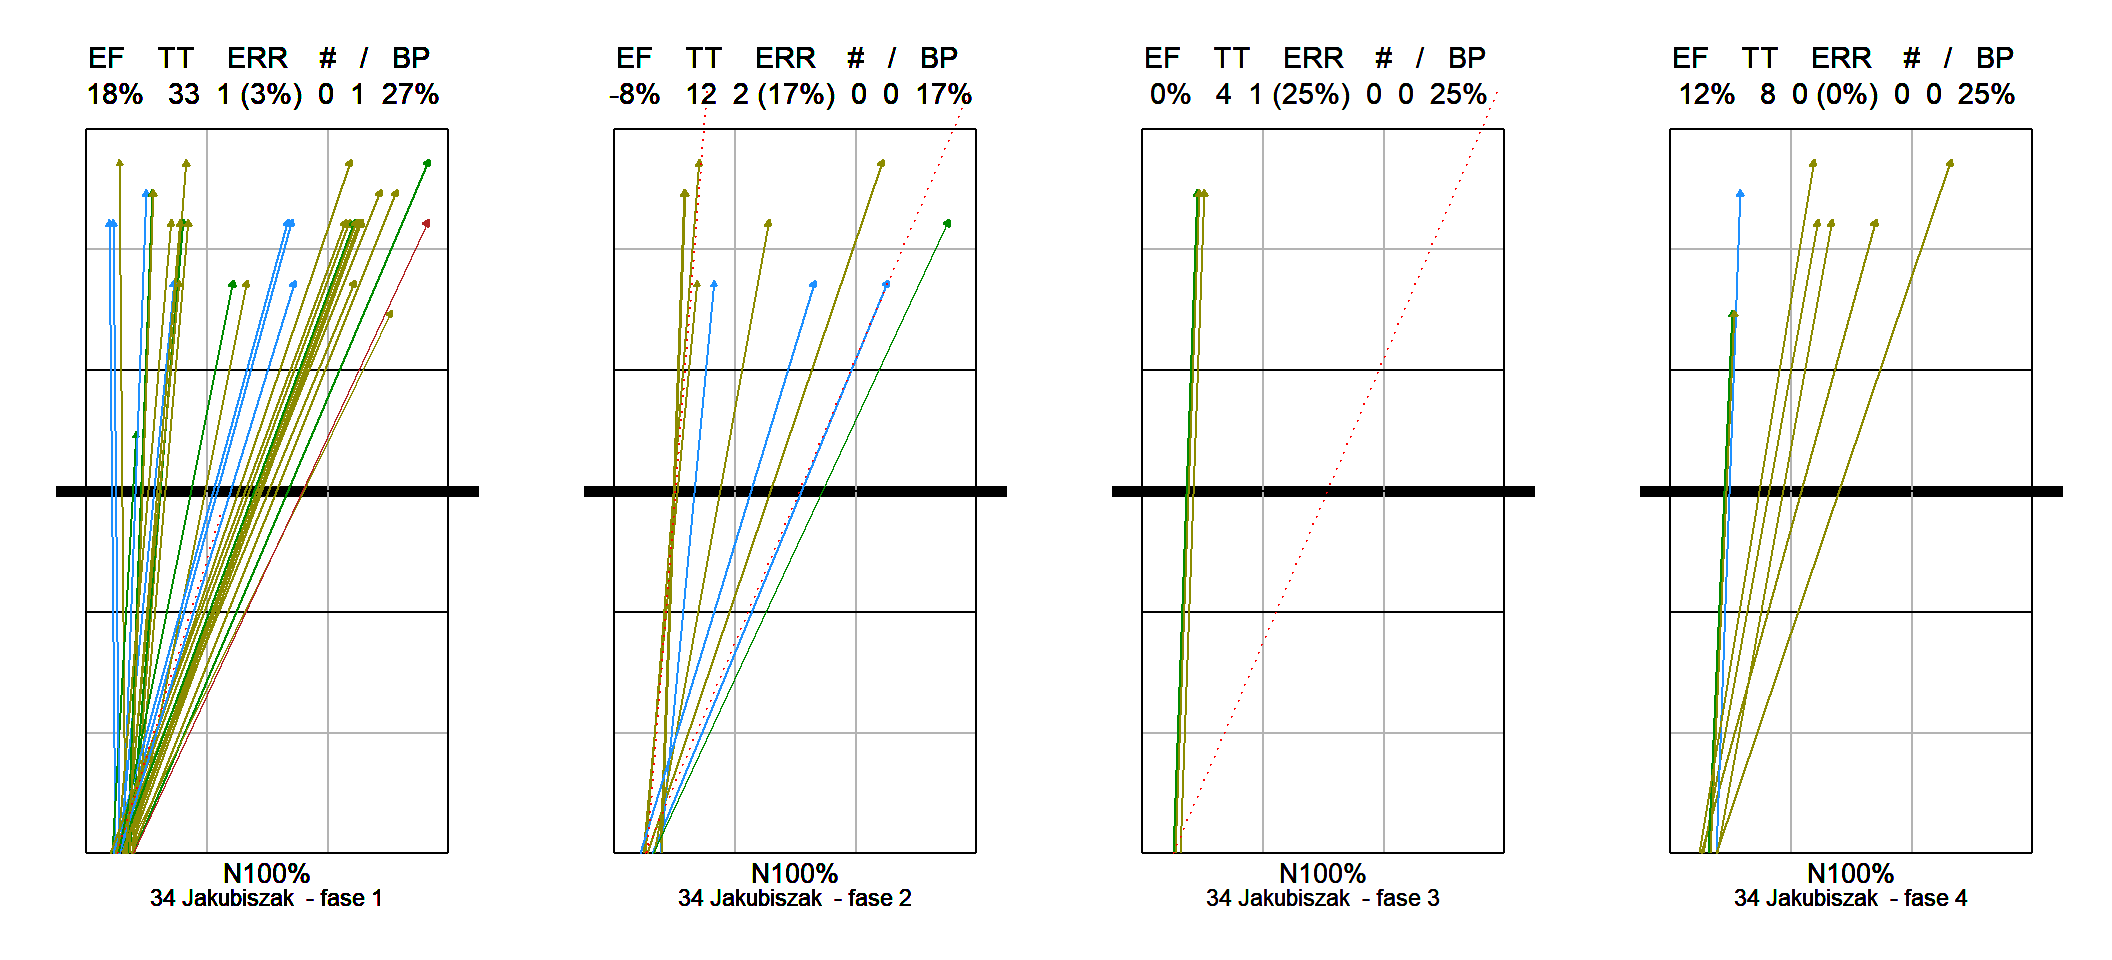 EF TT ERR # / BP
18% 33 1 (3%) 0 1 27%
N100%
34 Jakubiszak - fase 1
EF TT ERR # / BP
-8% 12 2 (17%) 0 0 17%
N100%
34 Jakubiszak - fase 2
EF TT ERR # / BP
0% 4 1 (25%) 0 0 25%
N100%
34 Jakubiszak - fase 3
EF TT ERR # / BP
12% 8 0 (0%) 0 0 25%
N100%
34 Jakubiszak - fase 4